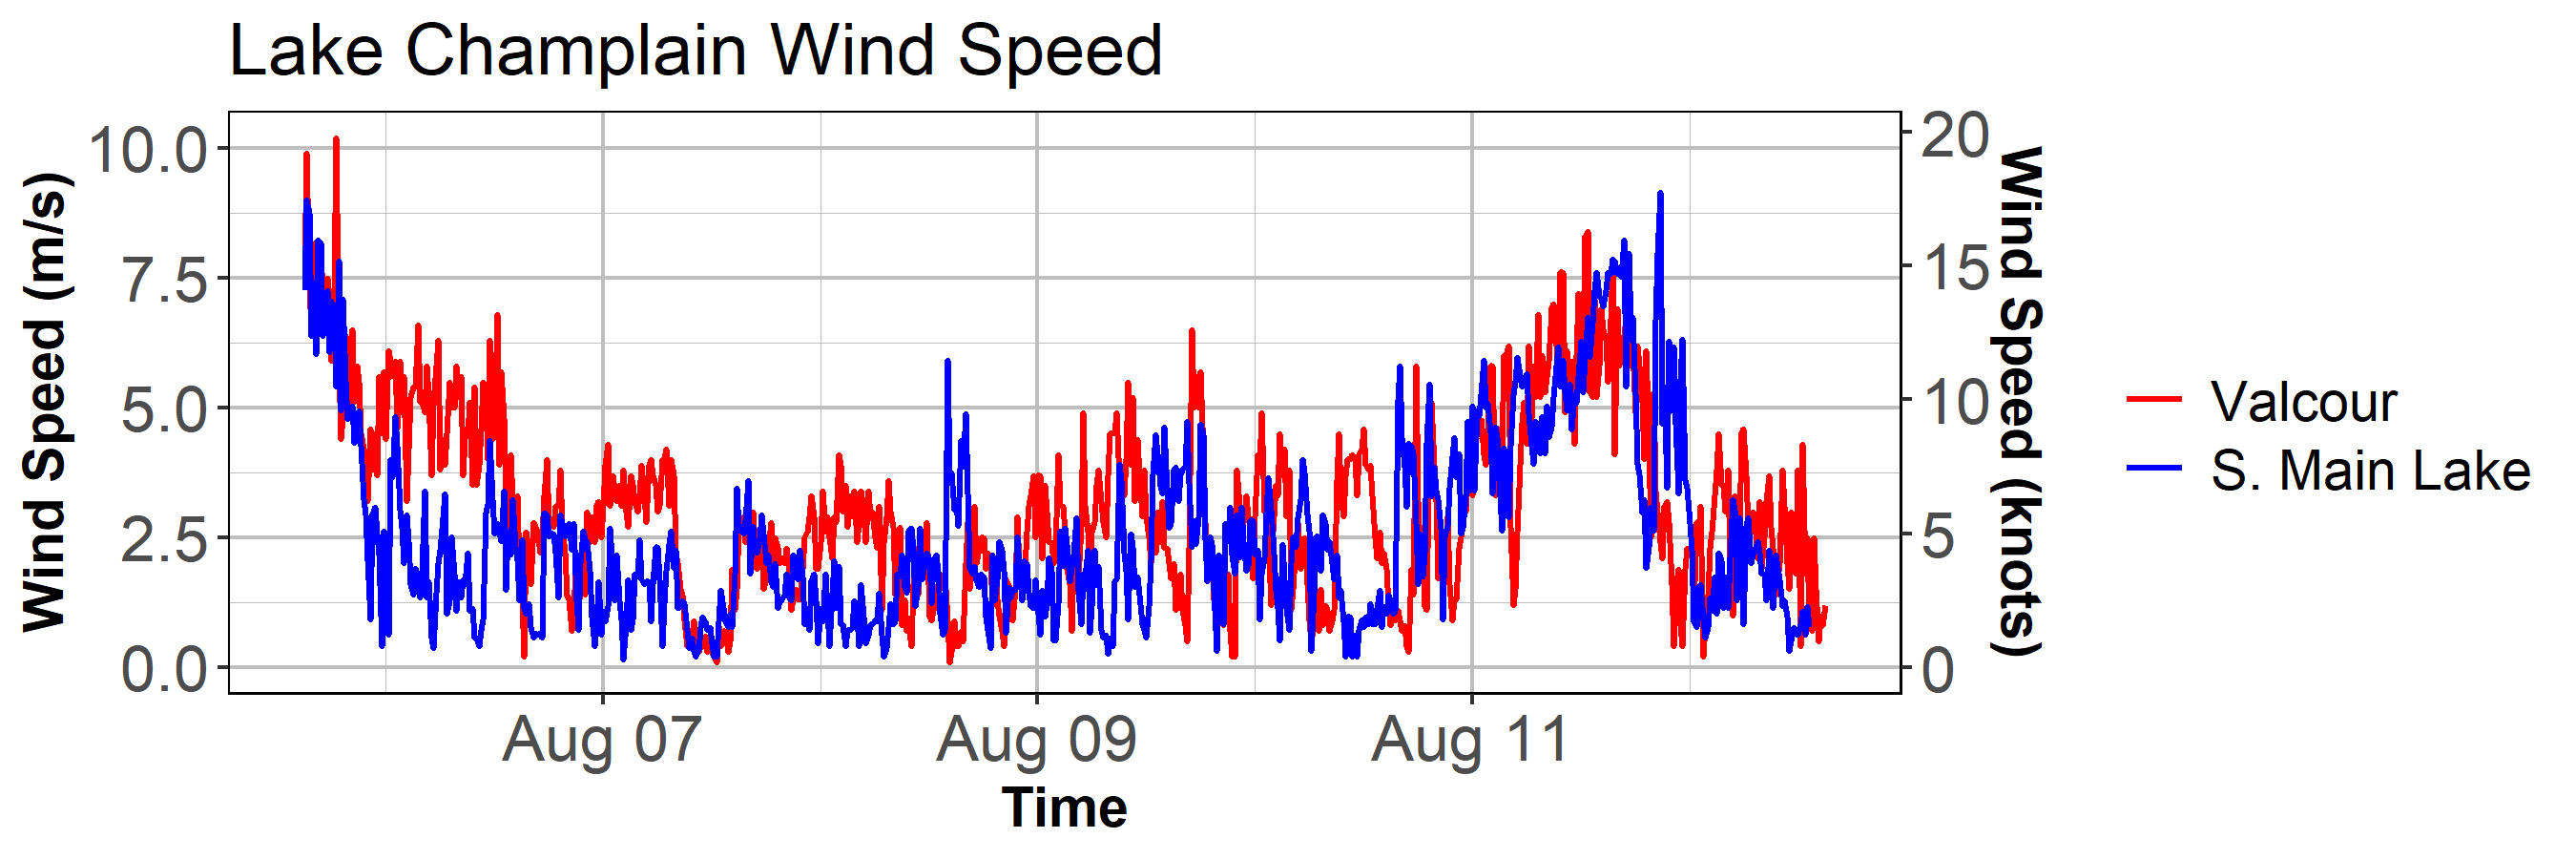 Lake Champlain Wind Speed
Wind Speed (m/s)
10.0
7.5
5.0
2.5
0.0
20
15
10
5
0
Wind Speed (knots)
Aug 07
Aug 09
Aug 11
Time
Valcour
S. Main Lake